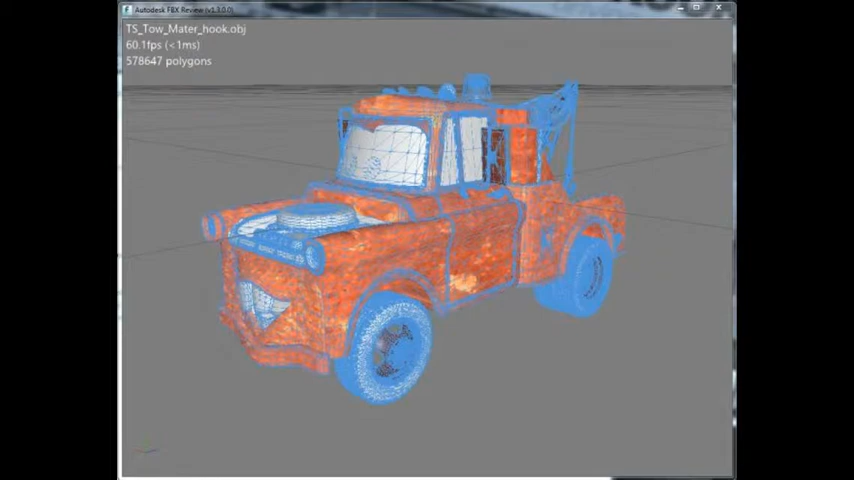 Autodesk FBX Review (v1.3.0.0)
TS_Tow_Mater_hook.obj
60.1fps (<1ms)
578647 polygons